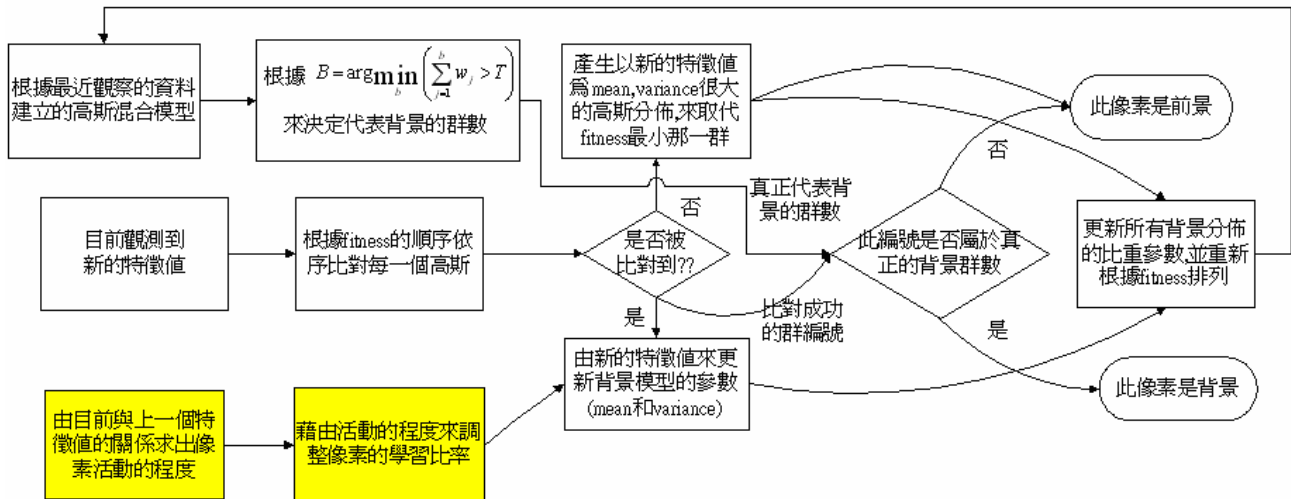 根據最近觀察的資料
建立的高斯混合模型
根據 B = arg min_b ( ∑_{j=1}^{b} w_j > T )
來決定代表背景的群數
產生以新的特徵值
為mean,variance很大
的高斯分佈,來取代
fitness最小那一群
此像素是前景
否
真正代表背
景的群數
目前觀測到
新的特徵值
根據fitness的順序依
序比對每一個高斯
否
是否被
比對到??
此編號是否屬於真
正的背景群數
更新所有背景分佈
的比重參數,並重新
根據fitness排列
是
比對成功
的群編號
是
由目前與上一個特
徵值的關係求出像
素活動的程度
藉由活動的程度來調
整像素的學習比率
由新的特徵值來更
新背景模型的參數
(mean和variance)
此像素是背景